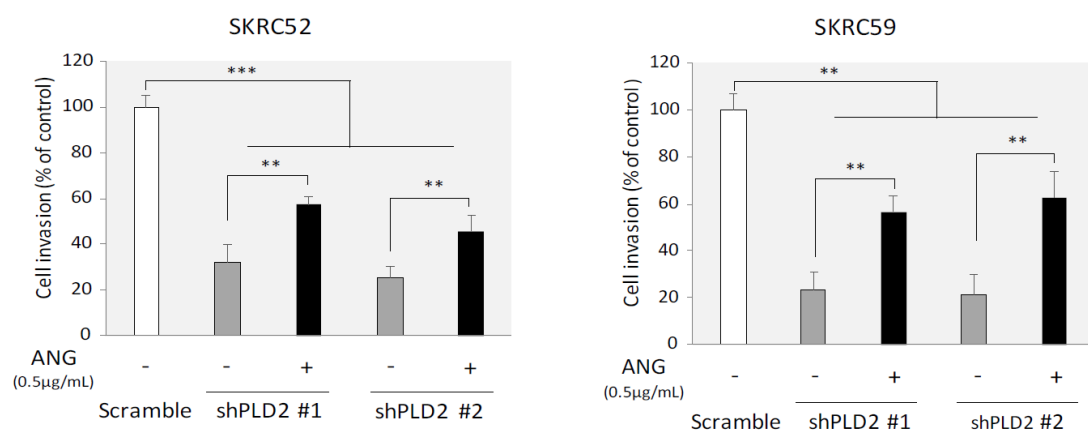 SKRC52
Cell invasion (% of control)
120
100
80
60
40
20
0
***
**
**
ANG
(0.5µg/mL)
- - + - +
Scramble shPLD2 #1 shPLD2 #2
SKRC59
Cell invasion (% of control)
120
100
80
60
40
20
0
**
**
**
ANG
(0.5µg/mL)
- - + - +
Scramble shPLD2 #1 shPLD2 #2